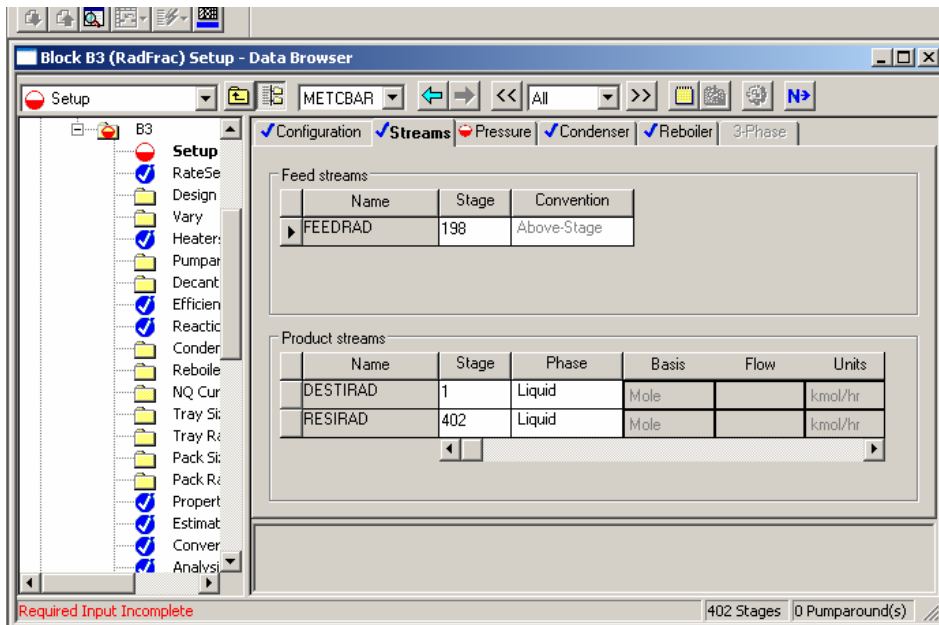 Block B3 (RadFrac) Setup - Data Browser
Setup METCBAR << All >> N
Configuration Streams Pressure Condenser Reboiler 3-Phase
B3
Setup
RateSe
Design
Vary
Heater
Pumpar
Decant
Efficien
Reactic
Conder
Reboile
NQ Cur
Tray Si
Tray Ra
Pack Si
Pack Ra
Propert
Estimat
Conver
Analysi
Feed streams
Name Stage Convention
FEEDRAD 198 Above-Stage
Product streams
Name Stage Phase Basis Flow Units
DESTIRAD 1 Liquid Mole kmol/hr
RESIRAD 402 Liquid Mole kmol/hr
Required Input Incomplete 402 Stages 0 Pumparound(s)